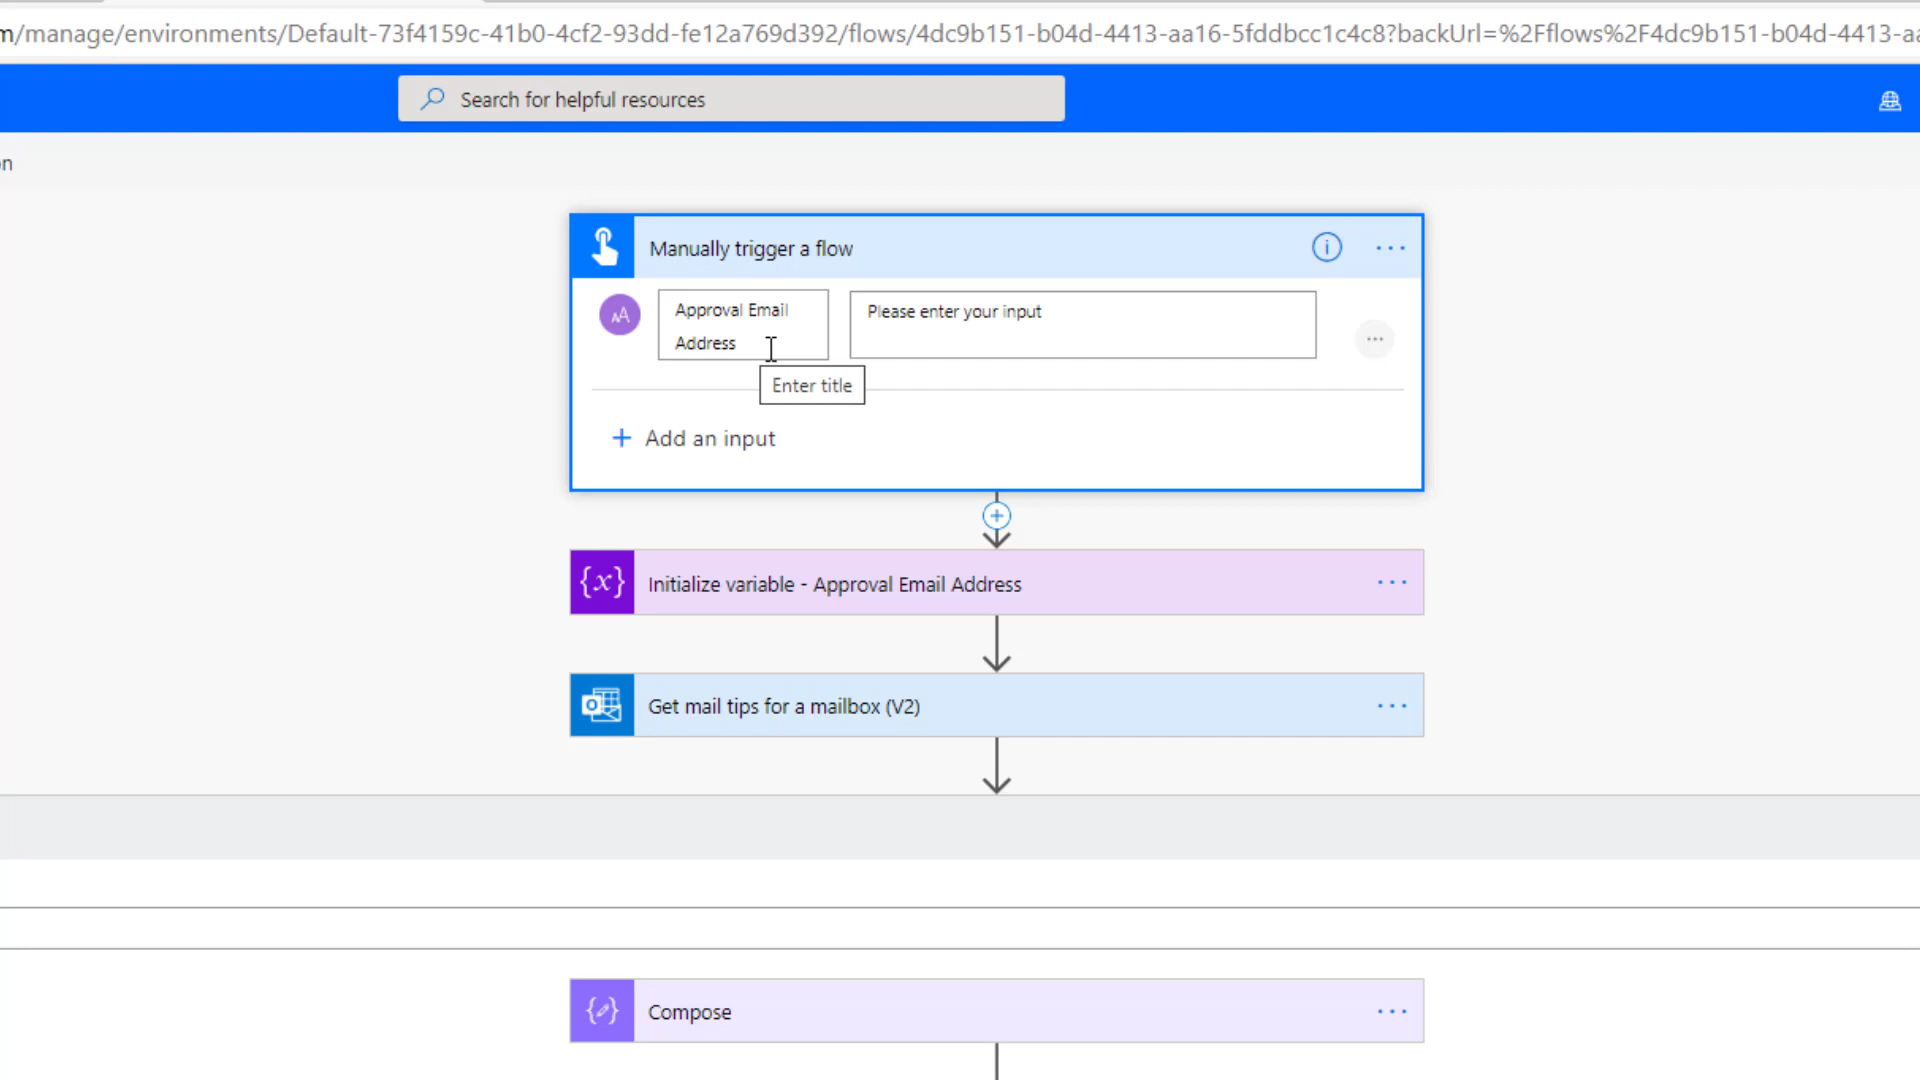 m/manage/environments/Default-73f4159c-41b0-4cf2-93dd-fe12a769d392/flows/4dc9b151-b04d-4413-aa16-5fddbcc1c4c8?backUrl=%2Fflows%2F4dc9b151-b04d-4413-aa
Search for helpful resources
on
Manually trigger a flow
Approval Email
Address
Please enter your input
Enter title
Add an input
Initialize variable - Approval Email Address
Get mail tips for a mailbox (V2)
Compose